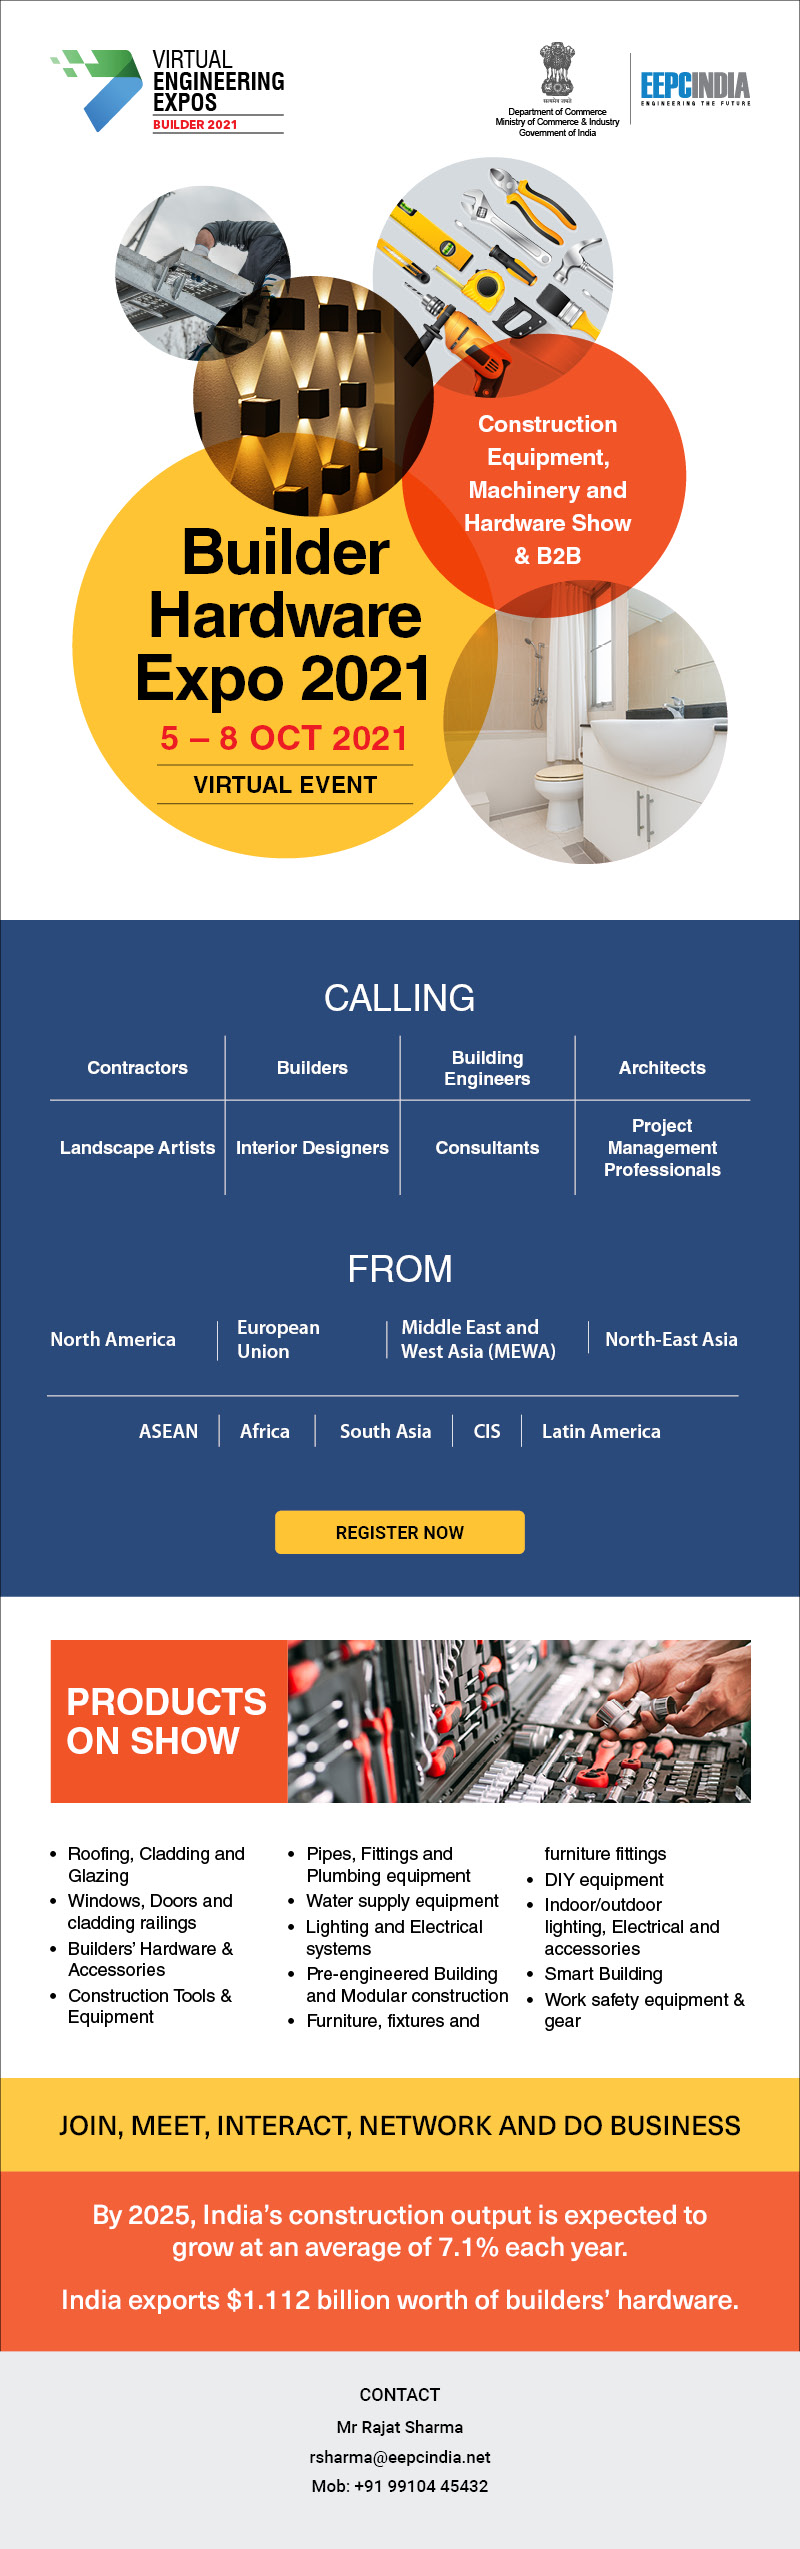 VIRTUAL
ENGINEERING
EXPOS
BUILDER 2021
सत्यमेव जयते
Department of Commerce
Ministry of Commerce & Industry
Government of India
EEPCINDIA
ENGINEERING THE FUTURE
Construction
Equipment,
Machinery and
Hardware Show
& B2B
Builder
Hardware
Expo 2021
5 – 8 OCT 2021
VIRTUAL EVENT
CALLING
Contractors
Builders
Building
Engineers
Architects
Landscape Artists
Interior Designers
Consultants
Project
Management
Professionals
FROM
North America
European
Union
Middle East and
West Asia (MEWA)
North-East Asia
ASEAN
Africa
South Asia
CIS
Latin America
REGISTER NOW
PRODUCTS
ON SHOW
• Roofing, Cladding and
Glazing
• Windows, Doors and
cladding railings
• Builders’ Hardware &
Accessories
• Construction Tools &
Equipment
• Pipes, Fittings and
Plumbing equipment
• Water supply equipment
• Lighting and Electrical
systems
• Pre-engineered Building
and Modular construction
• Furniture, fixtures and
furniture fittings
• DIY equipment
• Indoor/outdoor
lighting, Electrical and
accessories
• Smart Building
• Work safety equipment &
gear
JOIN, MEET, INTERACT, NETWORK AND DO BUSINESS
By 2025, India’s construction output is expected to
grow at an average of 7.1% each year.
India exports $1.112 billion worth of builders’ hardware.
CONTACT
Mr Rajat Sharma
rsharma@eepcindia.net
Mob: +91 99104 45432